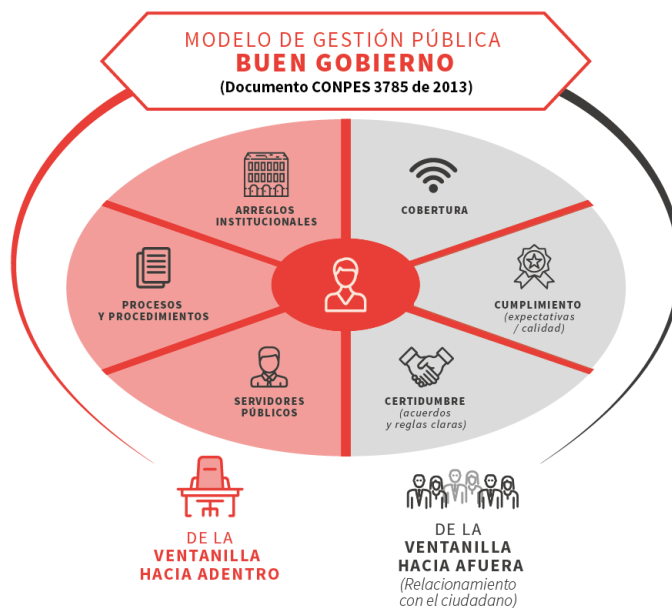 MODELO DE GESTIÓN PÚBLICA
BUEN GOBIERNO
(Documento CONPES 3785 de 2013)
ARREGLOS
INSTITUCIONALES
COBERTURA
PROCESOS
Y PROCEDIMIENTOS
CUMPLIMIENTO
(expectativas
/ calidad)
SERVIDORES
PÚBLICOS
CERTIDUMBRE
(acuerdos
y reglas claras)
DE LA
VENTANILLA
HACIA ADENTRO
DE LA
VENTANILLA
HACIA AFUERA
(Relacionamiento
con el ciudadano)